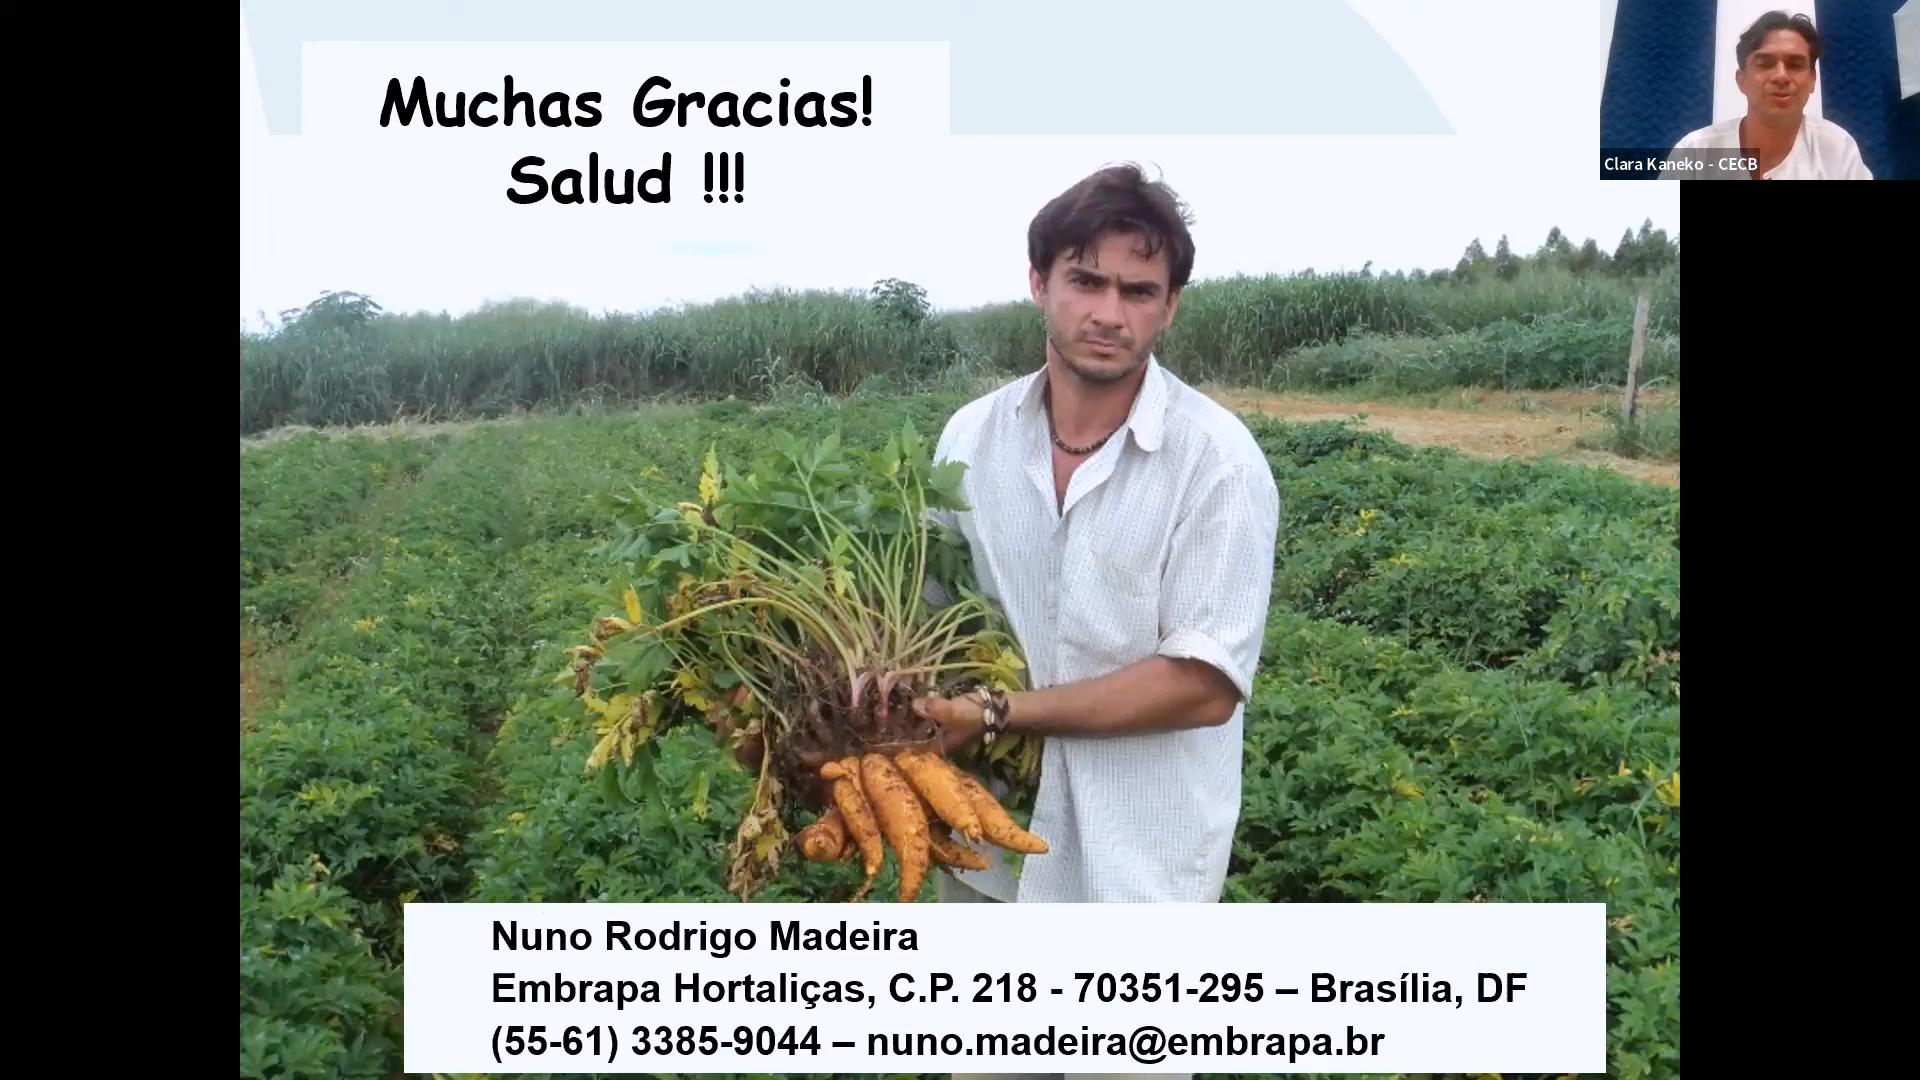 Muchas Gracias!
Salud !!!
Clara Kaneko - CECB
Nuno Rodrigo Madeira
Embrapa Hortaliças, C.P. 218 - 70351-295 – Brasília, DF
(55-61) 3385-9044 – nuno.madeira@embrapa.br